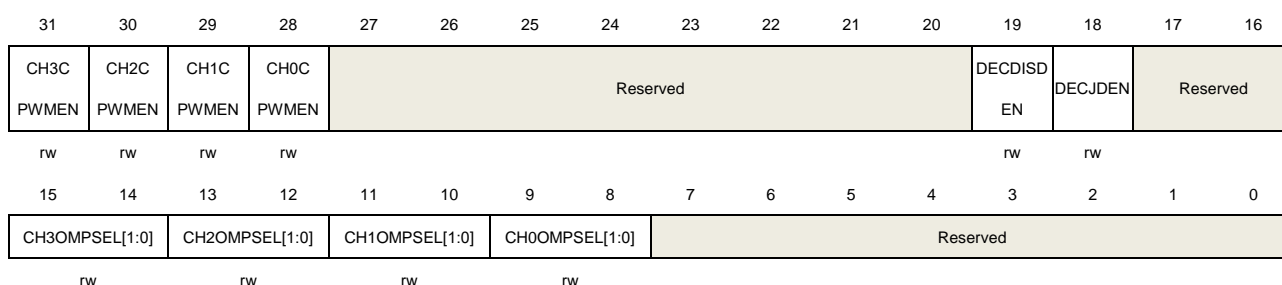 31 30 29 28 27 26 25 24 23 22 21 20 19 18 17 16
CH3C CH2C CH1C CH0C Reserved DECDISD DECJDEN Reserved
PWMEN PWMEN PWMEN PWMEN EN
rw rw rw rw rw rw
15 14 13 12 11 10 9 8 7 6 5 4 3 2 1 0
CH3OMPSEL[1:0] CH2OMPSEL[1:0] CH1OMPSEL[1:0] CH0OMPSEL[1:0] Reserved
rw rw rw rw